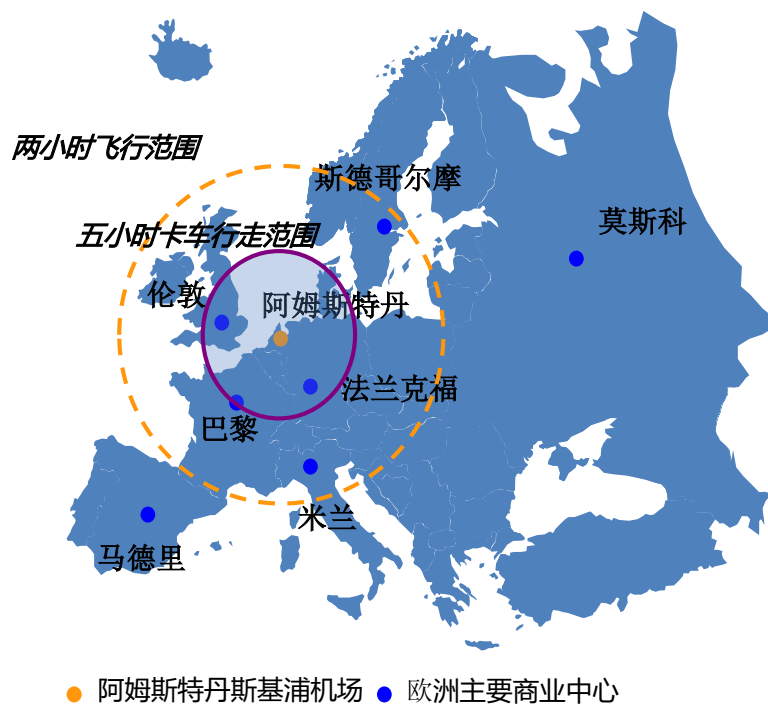 两小时飞行范围
斯德哥尔摩
莫斯科
五小时卡车行走范围
伦敦
阿姆斯特丹
法兰克福
巴黎
米兰
马德里
阿姆斯特丹斯基浦机场
欧洲主要商业中心